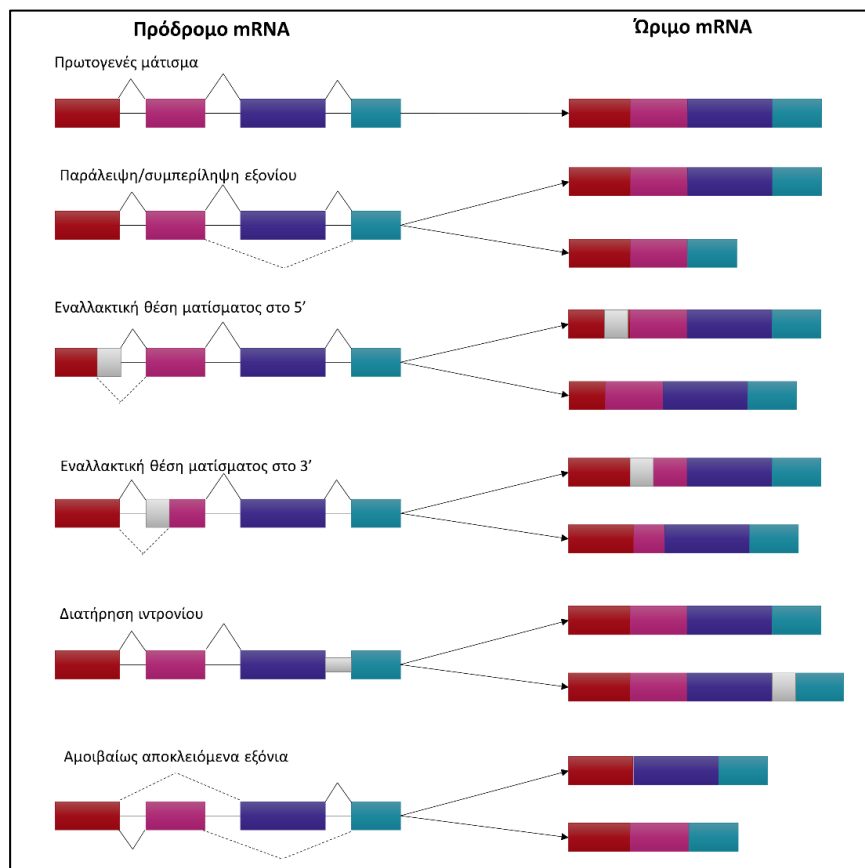 Πρόδρομο mRNA
Ώριμο mRNA
Πρωτογενές μάτισμα
Παράλειψη/συμπερίληψη εξονίου
Εναλλακτική θέση ματίσματος στο 5’
Εναλλακτική θέση ματίσματος στο 3’
Διατήρηση ιντρονίου
Αμοιβαίως αποκλειόμενα εξόνια